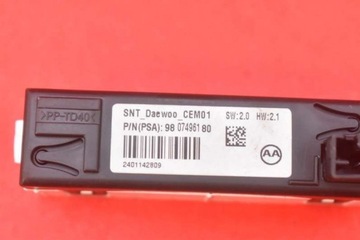 >PP-TD40<
SNT_Daewoo_CEM01
SW:2.0 HW:2.1
P/N(PSA): 98 074961 80
2401142809
AA